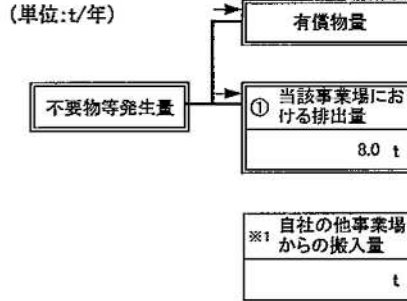 (単位:t/年)
有償物量
不要物等発生量
① 当該事業場にお
ける排出量
8.0 t
※1 自社の他事業場
からの搬入量
t